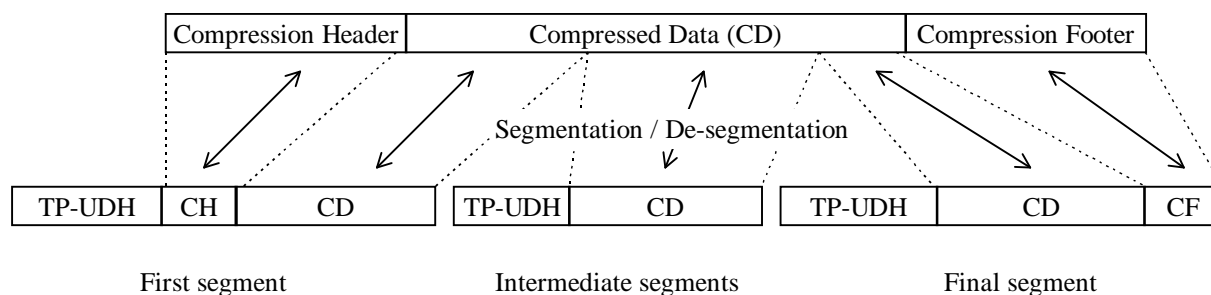 Compression Header Compressed Data (CD) Compression Footer
Segmentation / De-segmentation
TP-UDH CH CD TP-UDH CD TP-UDH CD CF
First segment Intermediate segments Final segment